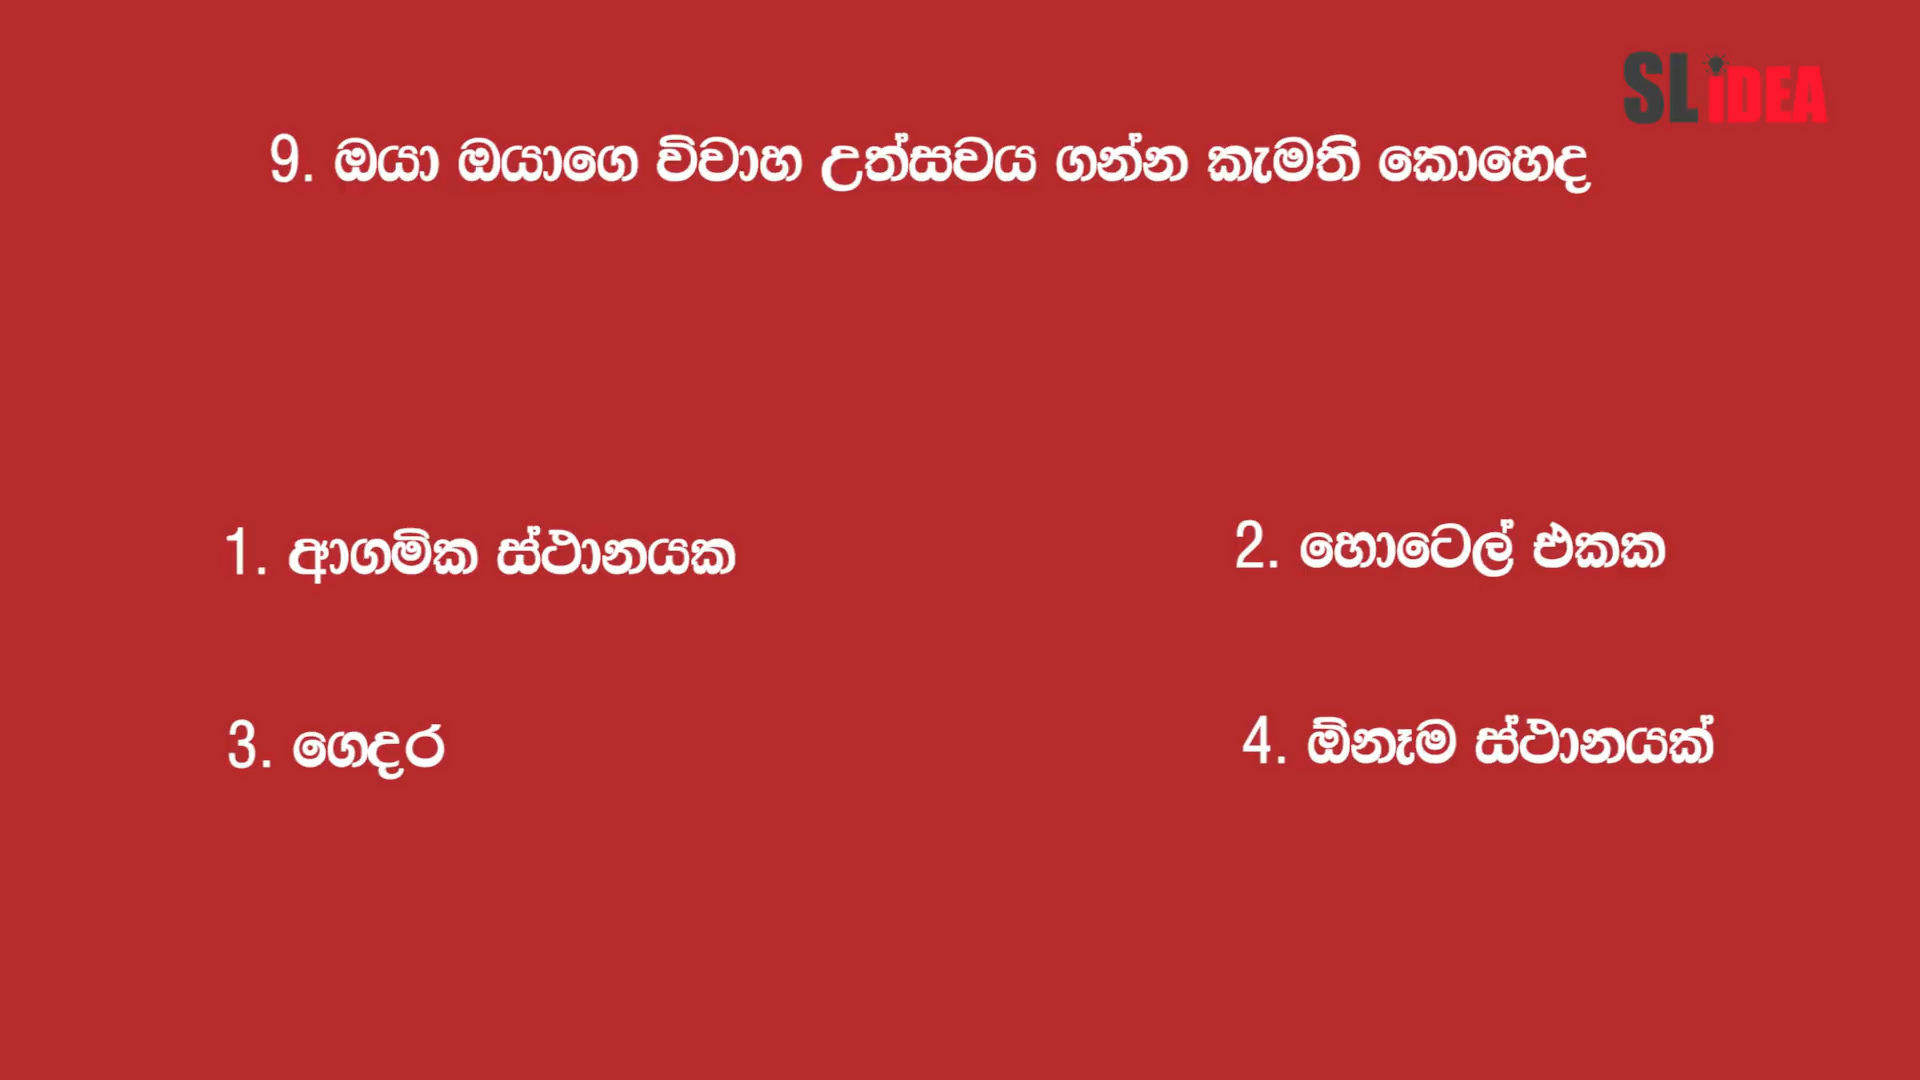 SL iDEA
9. ඔයා ඔයාගෙ විවාහ උත්සවය ගන්න කැමති කොහෙද
1. ආගමික ස්ථානයක
2. හොටෙල් එකක
3. ගෙදර
4. ඕනෑම ස්ථානයක්